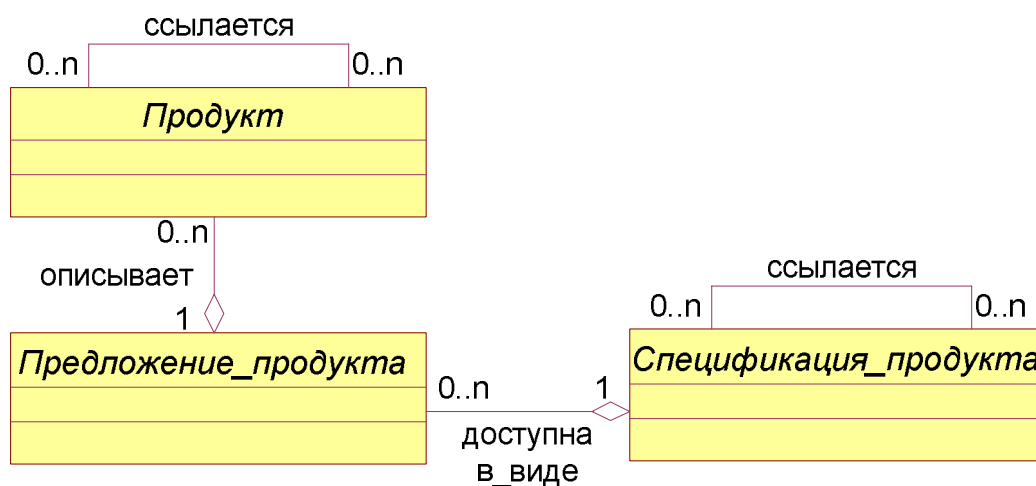 ссылается
0..n
0..n
Продукт
0..n
описывает
1
Предложение_продукта
0..n
доступна
в_виде
1
ссылается
0..n
0..n
Спецификация_продукта